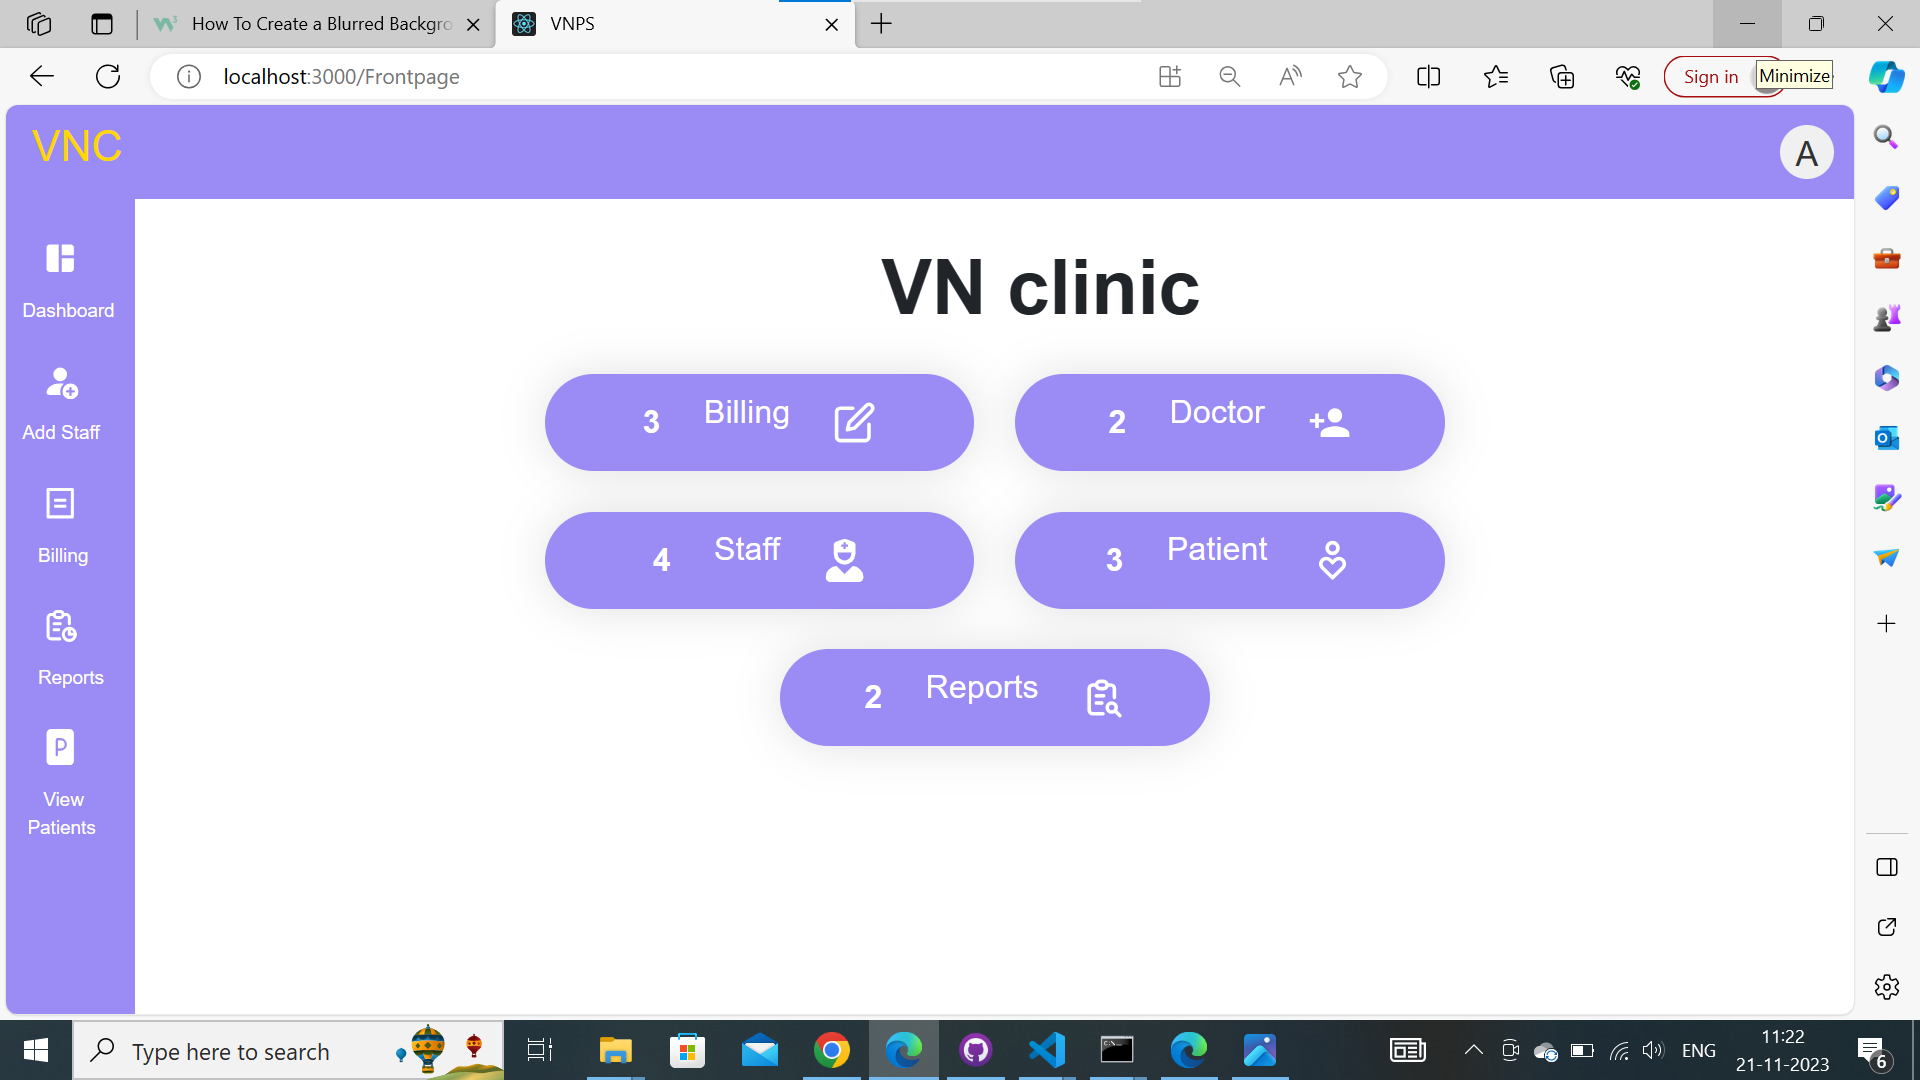 How To Create a Blurred Backgro
VNPS
localhost:3000/Frontpage
Sign in
Minimize
VNC
A
Dashboard
Add Staff
Billing
Reports
P
View
Patients
VN clinic
3 Billing
2 Doctor
4 Staff
3 Patient
2 Reports
Type here to search
ENG
11:22
21-11-2023
6